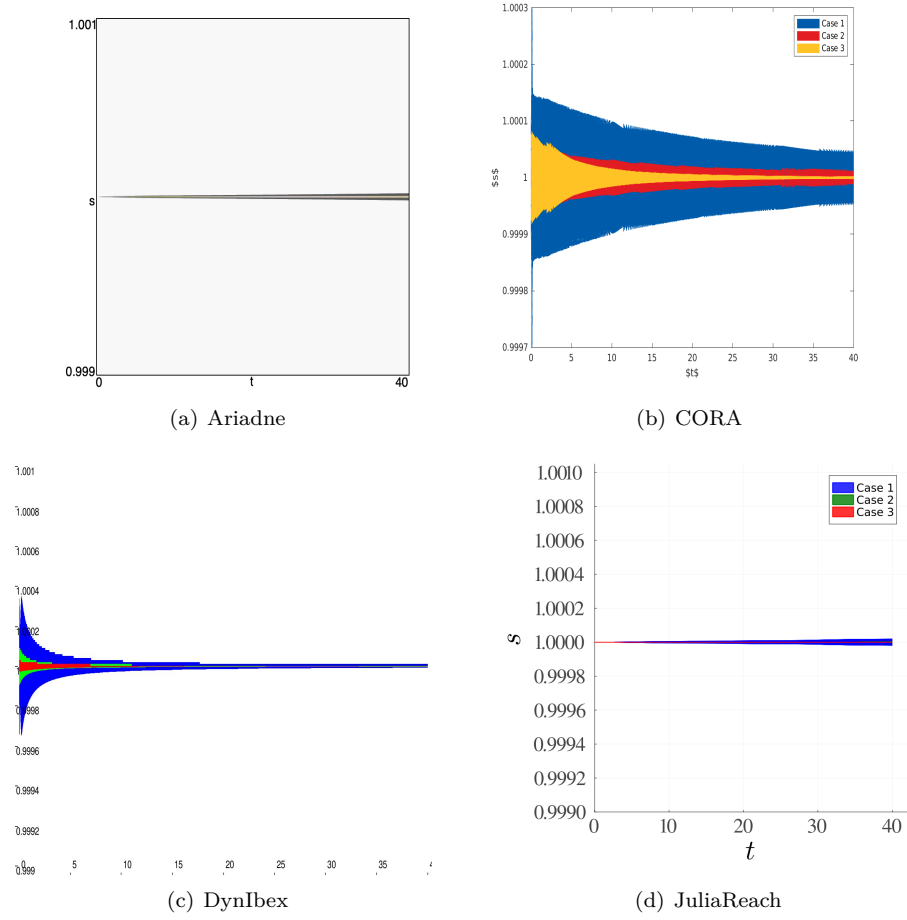 1.001
s
0.999
0
t
40
(a) Ariadne
1.0003
1.0002
1.0001
1
0.9999
0.9998
0.9997
$s$
0 5 10 15 20 25 30 35 40
$t$
Case 1
Case 2
Case 3
(b) CORA
1.001
1.0008
1.0006
1.0004
1.0002
0.9998
0.9996
0.9994
0.9992
0.999
0 5 10 15 20 25 30 35
(c) DynIbex
1.0010
1.0008
1.0006
1.0004
1.0002
1.0000
0.9998
0.9996
0.9994
0.9992
0.9990
s
0 10 20 30 40
t
Case 1
Case 2
Case 3
(d) JuliaReach